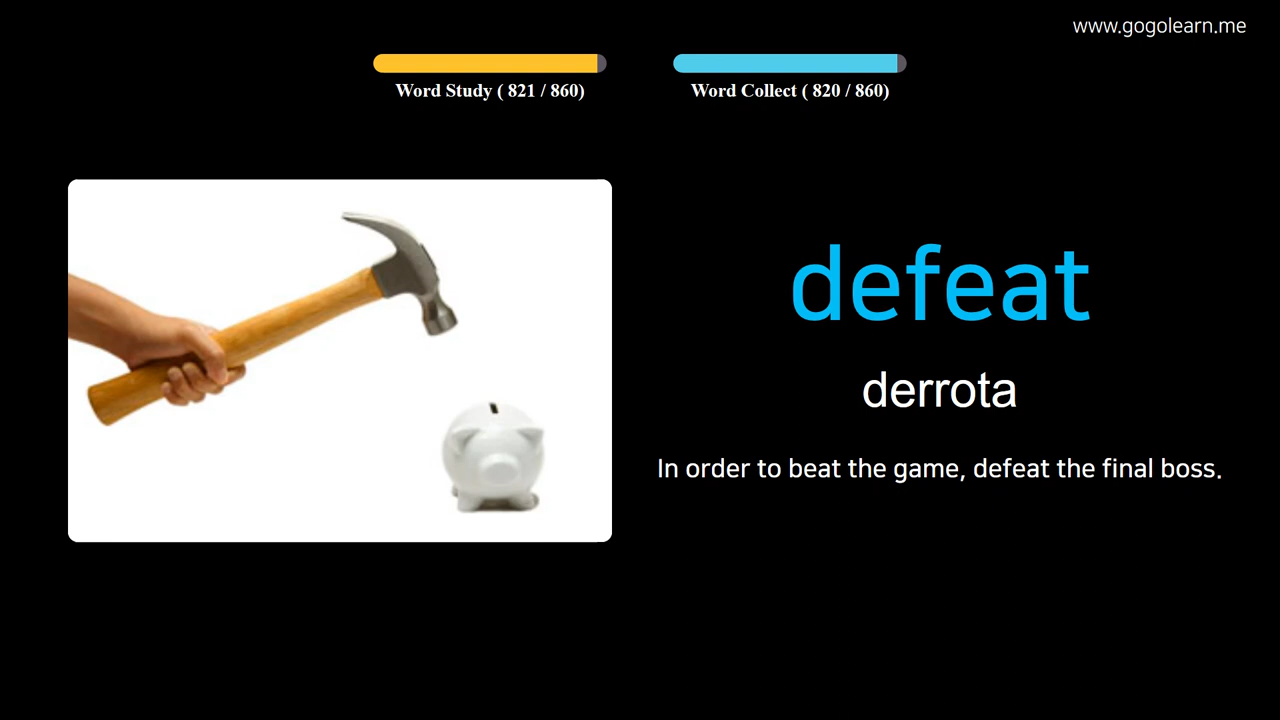 www.gogolearn.me
Word Study ( 821 / 860)
Word Collect ( 820 / 860)
defeat
derrota
In order to beat the game, defeat the final boss.